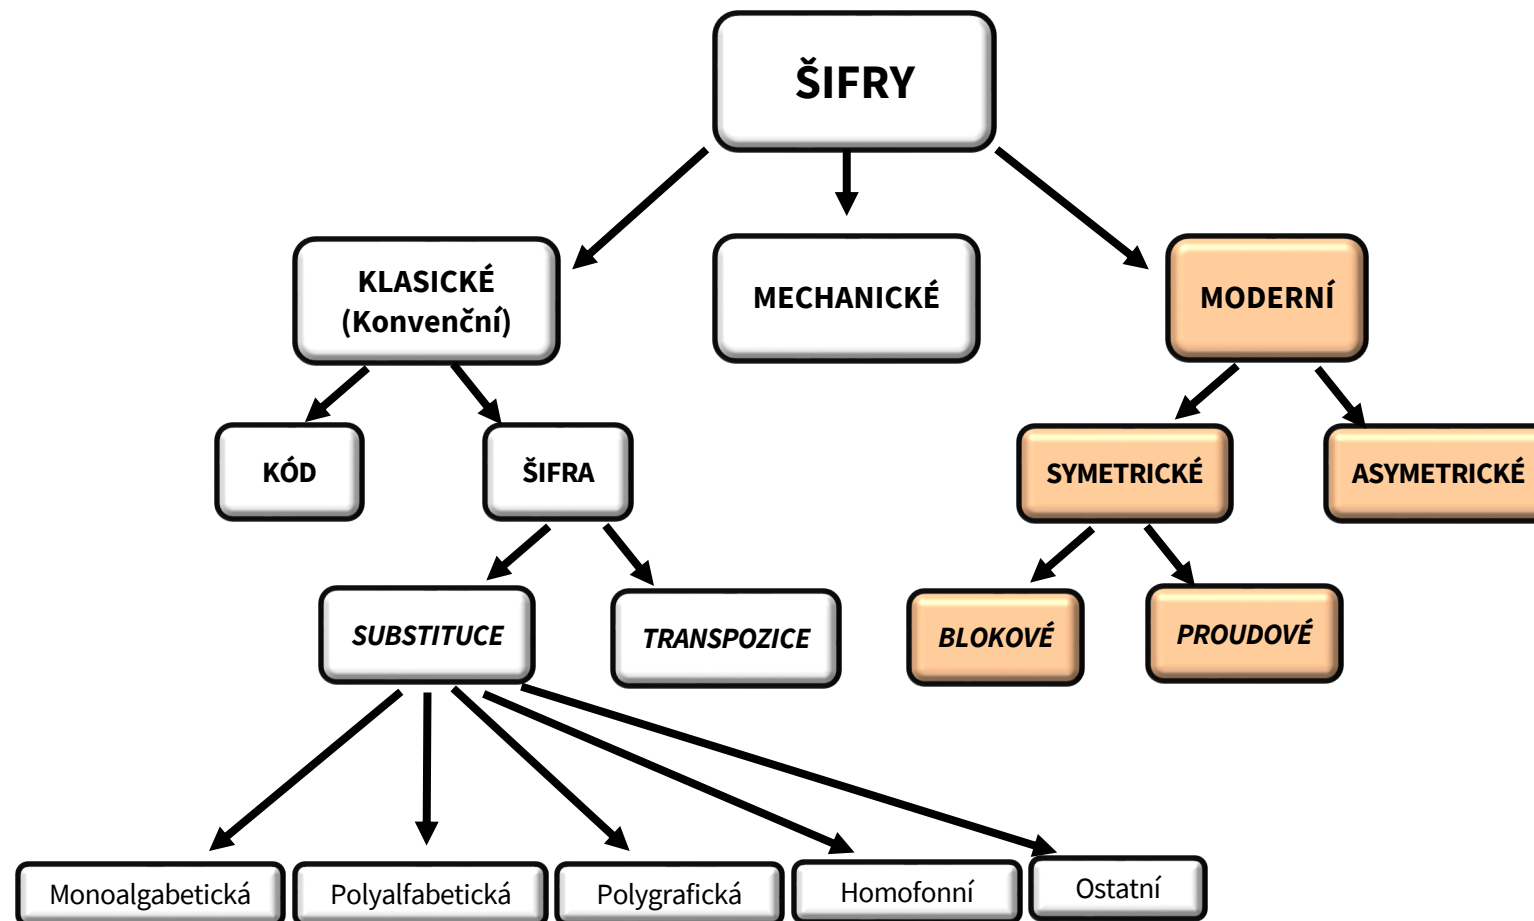 ŠIFRY
KLASICKÉ
(Konvenční)
MECHANICKÉ
MODERNÍ
KÓD
ŠIFRA
SYMETRICKÉ
ASYMETRICKÉ
SUBSTITUCE
TRANSPOZICE
BLOKOVÉ
PROUDOVÉ
Monoalgabetická
Polyalfabetická
Polygrafická
Homofonní
Ostatní